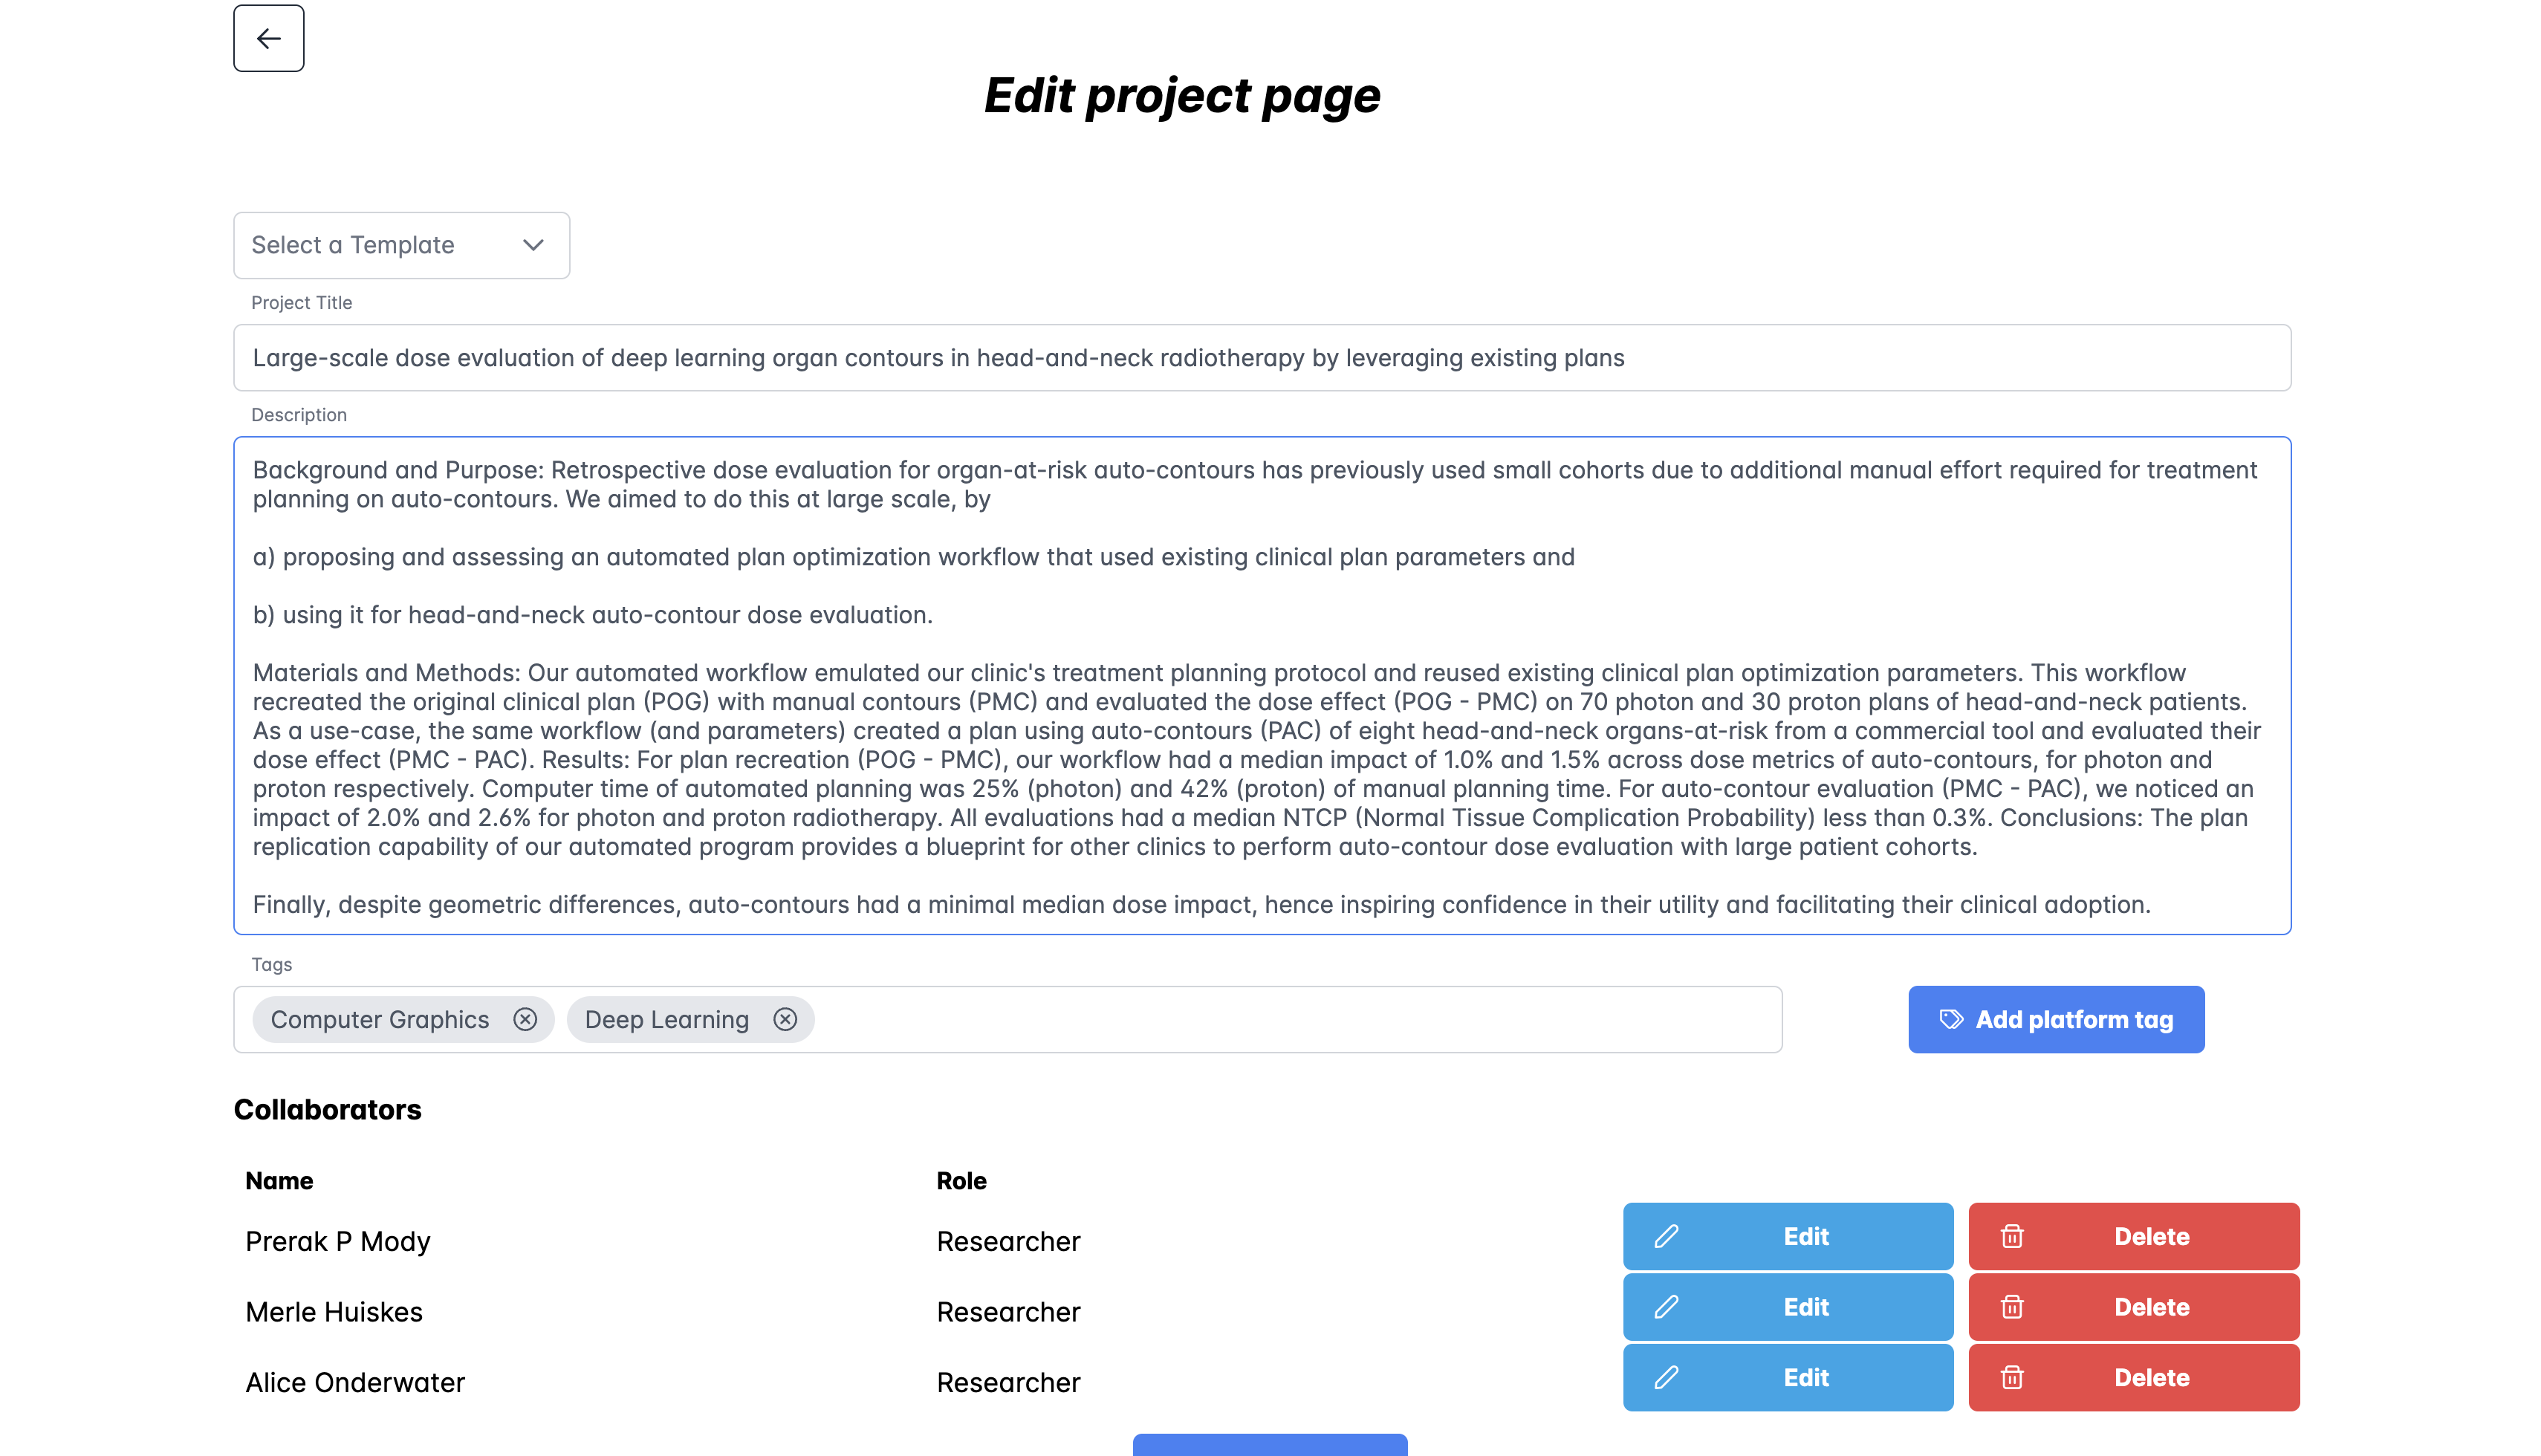 Edit project page
Select a Template
Project Title
Large-scale dose evaluation of deep learning organ contours in head-and-neck radiotherapy by leveraging existing plans
Description
Background and Purpose: Retrospective dose evaluation for organ-at-risk auto-contours has previously used small cohorts due to additional manual effort required for treatment
planning on auto-contours. We aimed to do this at large scale, by
a) proposing and assessing an automated plan optimization workflow that used existing clinical plan parameters and
b) using it for head-and-neck auto-contour dose evaluation.
Materials and Methods: Our automated workflow emulated our clinic's treatment planning protocol and reused existing clinical plan optimization parameters. This workflow
recreated the original clinical plan (POG) with manual contours (PMC) and evaluated the dose effect (POG - PMC) on 70 photon and 30 proton plans of head-and-neck patients.
As a use-case, the same workflow (and parameters) created a plan using auto-contours (PAC) of eight head-and-neck organs-at-risk from a commercial tool and evaluated their
dose effect (PMC - PAC). Results: For plan recreation (POG - PMC), our workflow had a median impact of 1.0% and 1.5% across dose metrics of auto-contours, for photon and
proton respectively. Computer time of automated planning was 25% (photon) and 42% (proton) of manual planning time. For auto-contour evaluation (PMC - PAC), we noticed an
impact of 2.0% and 2.6% for photon and proton radiotherapy. All evaluations had a median NTCP (Normal Tissue Complication Probability) less than 0.3%. Conclusions: The plan
replication capability of our automated program provides a blueprint for other clinics to perform auto-contour dose evaluation with large patient cohorts.
Finally, despite geometric differences, auto-contours had a minimal median dose impact, hence inspiring confidence in their utility and facilitating their clinical adoption.
Tags
Computer Graphics Deep Learning Add platform tag
Collaborators
Name Role
Prerak P Mody Researcher Edit Delete
Merle Huiskes Researcher Edit Delete
Alice Onderwater Researcher Edit Delete